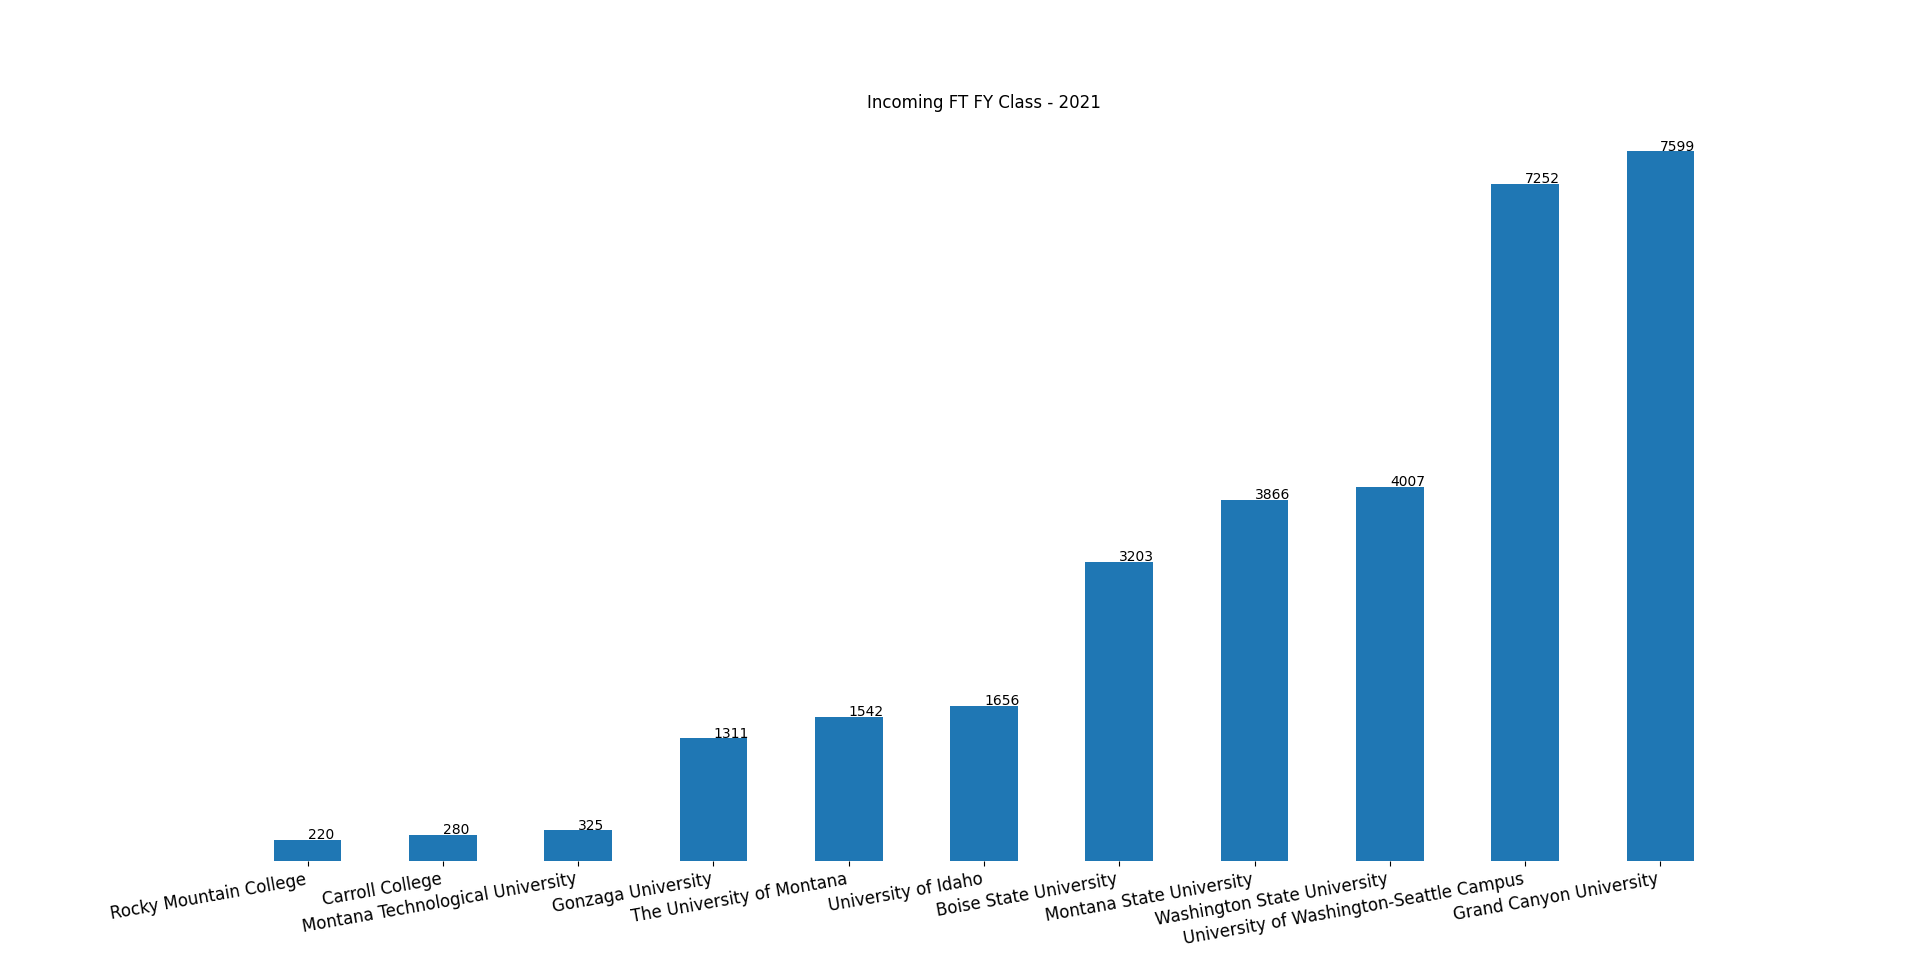 Incoming FT FY Class - 2021
7599
7252
4007
3866
3203
1656
1542
1311
325
280
220
Rocky Mountain College
Carroll College
Montana Technological University
Gonzaga University
The University of Montana
University of Idaho
Boise State University
Montana State University
Washington State University
University of Washington-Seattle Campus
Grand Canyon University